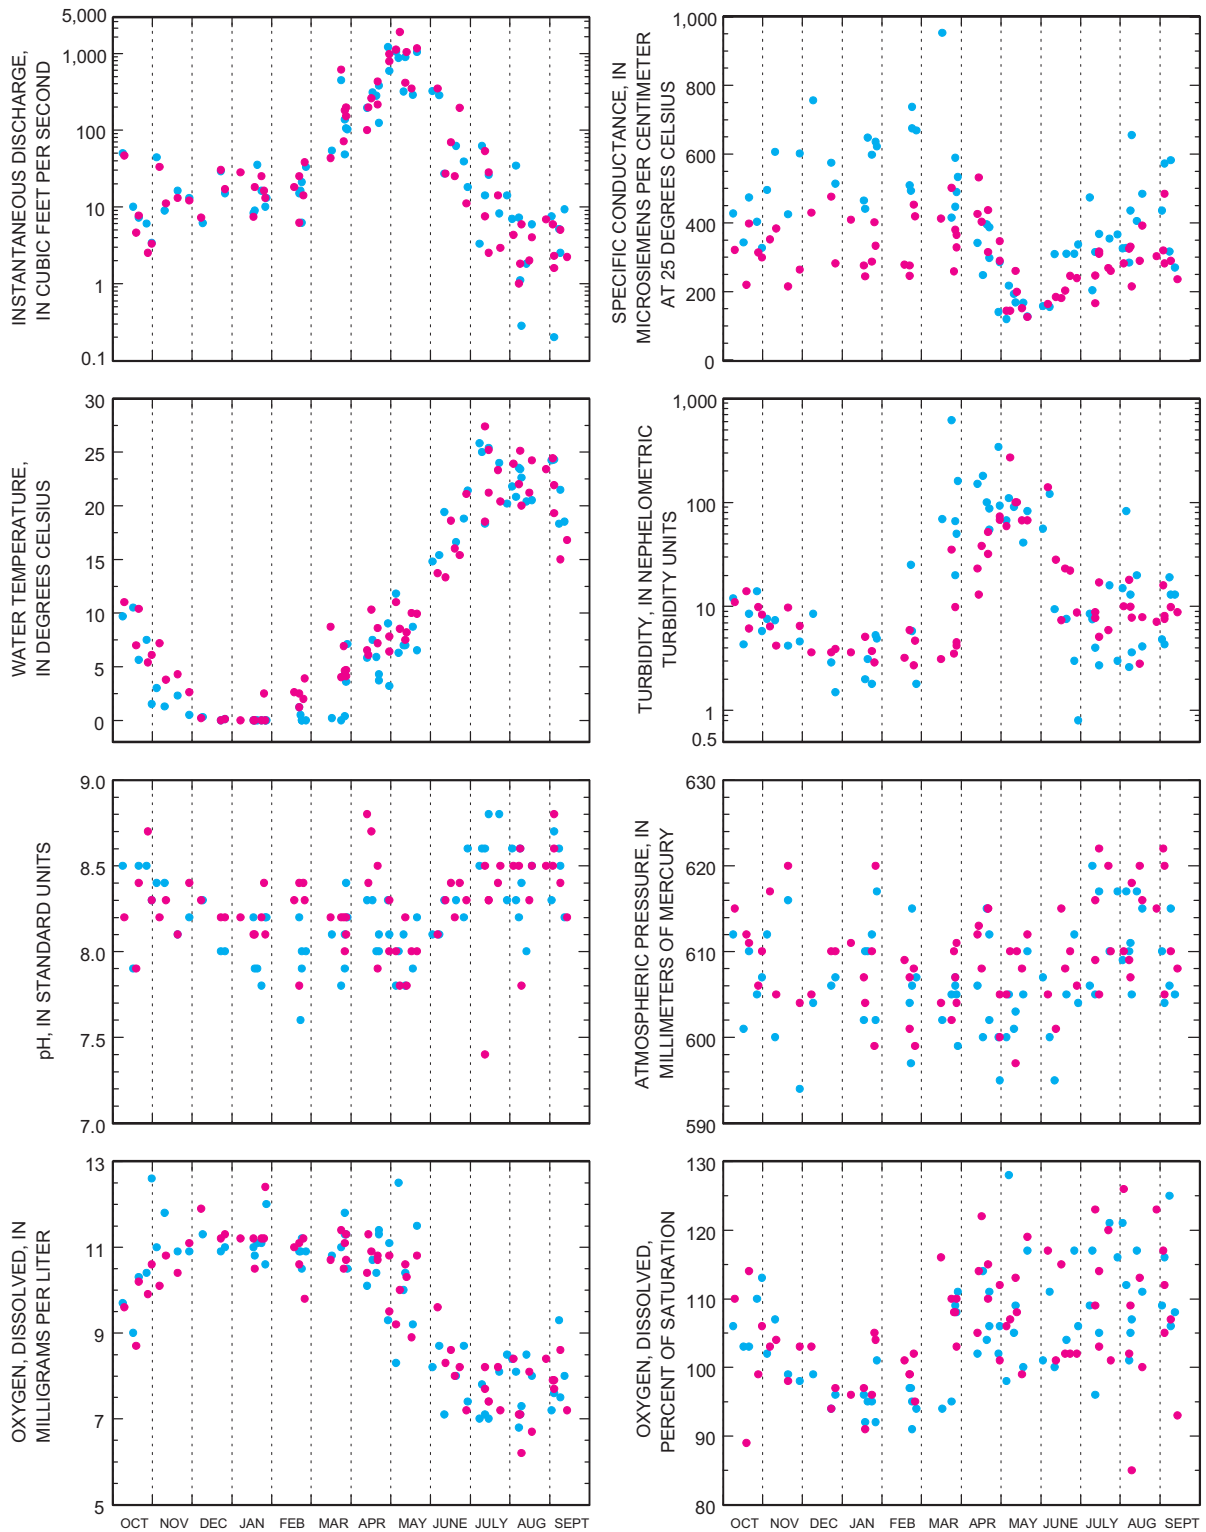 INSTANTANEOUS DISCHARGE,
IN CUBIC FEET PER SECOND
5,000
1,000
100
10
1
0.1
SPECIFIC CONDUCTANCE, IN
MICROSIEMENS PER CENTIMETER
AT 25 DEGREES CELSIUS
1,000
800
600
400
200
0
WATER TEMPERATURE,
IN DEGREES CELSIUS
30
25
20
15
10
5
0
TURBIDITY, IN NEPHELOMETRIC
TURBIDITY UNITS
1,000
100
10
1
0.5
pH, IN STANDARD UNITS
9.0
8.5
8.0
7.5
7.0
ATMOSPHERIC PRESSURE, IN
MILLIMETERS OF MERCURY
630
620
610
600
590
OXYGEN, DISSOLVED, IN
MILLIGRAMS PER LITER
13
11
9
7
5
OCT NOV DEC JAN FEB MAR APR MAY JUNE JULY AUG SEPT
OXYGEN, DISSOLVED,
PERCENT OF SATURATION
130
120
110
100
90
80
OCT NOV DEC JAN FEB MAR APR MAY JUNE JULY AUG SEPT